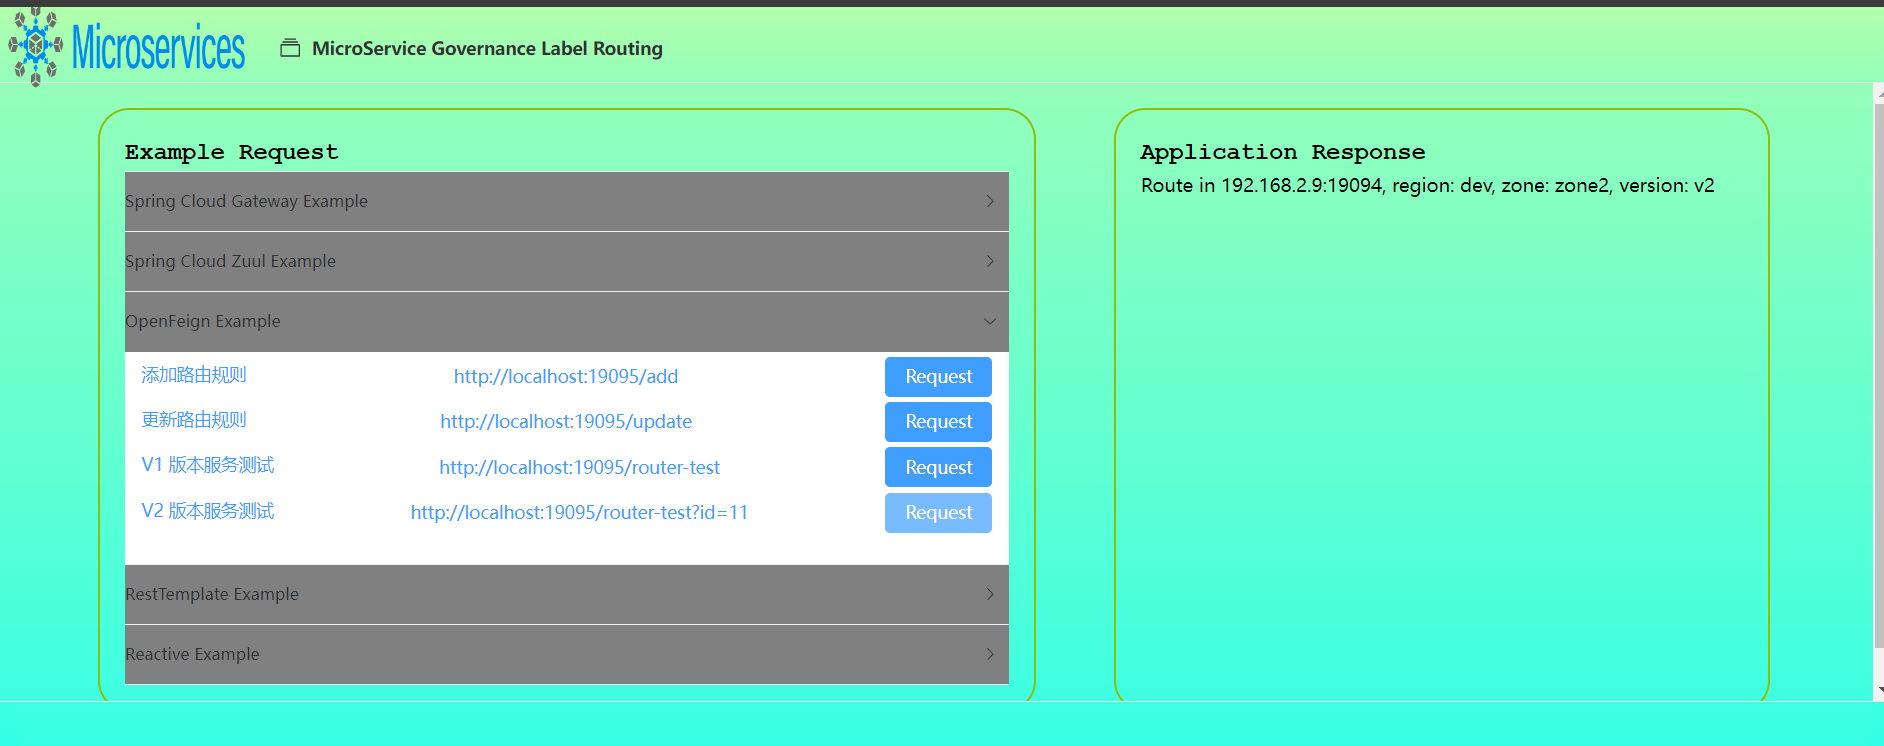 Microservices
MicroService Governance Label Routing
Example Request
Spring Cloud Gateway Example
Spring Cloud Zuul Example
OpenFeign Example
添加路由规则 http://localhost:19095/add Request
更新路由规则 http://localhost:19095/update Request
V1 版本服务测试 http://localhost:19095/router-test Request
V2 版本服务测试 http://localhost:19095/router-test?id=11 Request
RestTemplate Example
Reactive Example
Application Response
Route in 192.168.2.9:19094, region: dev, zone: zone2, version: v2